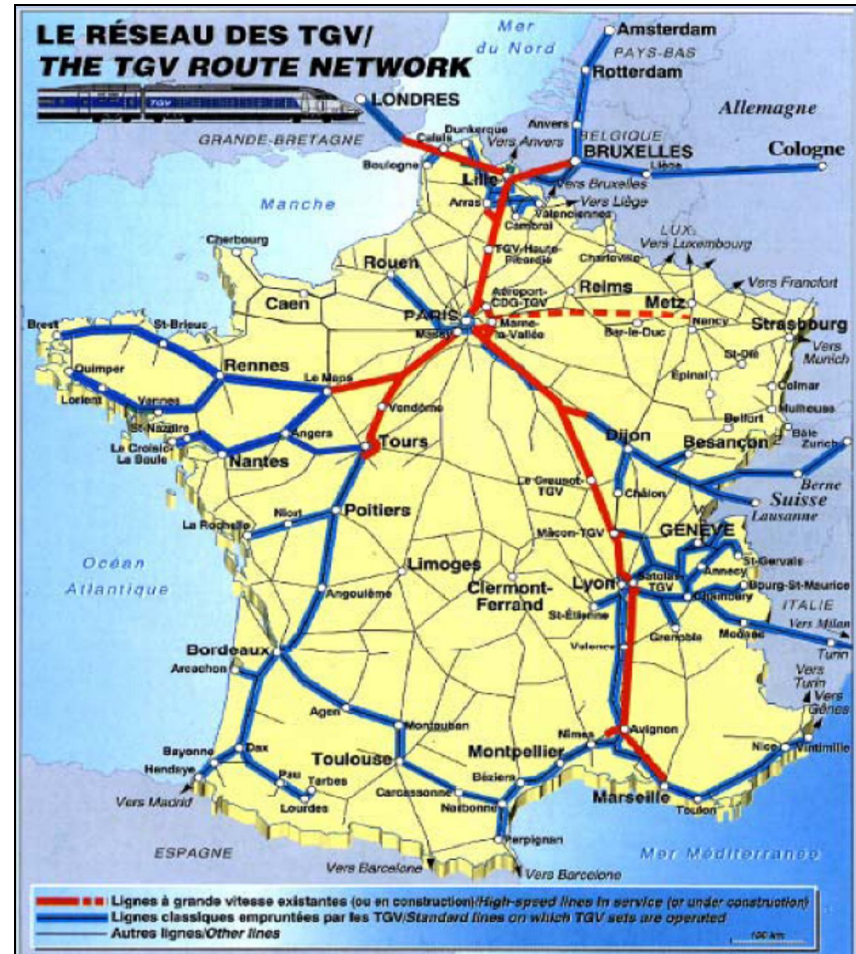 LE RÉSEAU DES TGV/
THE TGV ROUTE NETWORK
TGV
Mer
du Nord
Amsterdam
PAYS-BAS
Rotterdam
LONDRES
Allemagne
GRANDE-BRETAGNE
Dunkerque
Calais
Anvers
BELGIQUE
Vers Anvers
BRUXELLES
Cologne
Boulogne
Lille
Liège
Vers Bruxelles
Manche
Arras
Valenciennes
Vers Liège
Cambrai
LUX.
Vers Luxembourg
Cherbourg
TGV-Haute-
Picardie
Charleville
Rouen
Vers Francfort
Caen
Aéroport-
CDG-TGV
Reims
Metz
PARIS
Marne-
la-Vallée
Massy
Bar-le-Duc
Nancy
Strasbourg
Vers
Munich
Brest
St-Brieuc
St-Dié
Quimper
Rennes
Le Mans
Épinal
Colmar
Lorient
Vannes
Vendôme
Mulhouse
St-Nazaire
Angers
Belfort
Bâle
Le Croisic-
La Baule
Tours
Dijon
Besançon
Zurich
Nantes
Le Creusot-
TGV
Berne
Suisse
Châlon
Lausanne
Poitiers
La Rochelle
Niort
Mâcon-TGV
GENÈVE
Océan
Atlantique
Limoges
St-Gervais
Annecy
Clermont-
Ferrand
Lyon
Satolas-
TGV
Bourg-St-Maurice
Angoulême
Chambéry
St-Étienne
ITALIE
Vers Milan
Grenoble
Modane
Turin
Bordeaux
Valence
Arcachon
Vers
Turin
Vers
Gênes
Agen
Montauban
Avignon
Nîmes
Bayonne
Dax
Montpellier
Nice
Vintimille
Toulouse
Hendaye
Pau
Tarbes
Béziers
Carcassonne
Marseille
Lourdes
Narbonne
Toulon
Vers Madrid
Perpignan
ESPAGNE
Mer Méditerranée
Vers Barcelone
Vers Barcelone
Lignes à grande vitesse existantes (ou en construction)/High-speed lines in service (or under construction)
Lignes classiques empruntées par les TGV/Standard lines on which TGV sets are operated
Autres lignes/Other lines
100 km